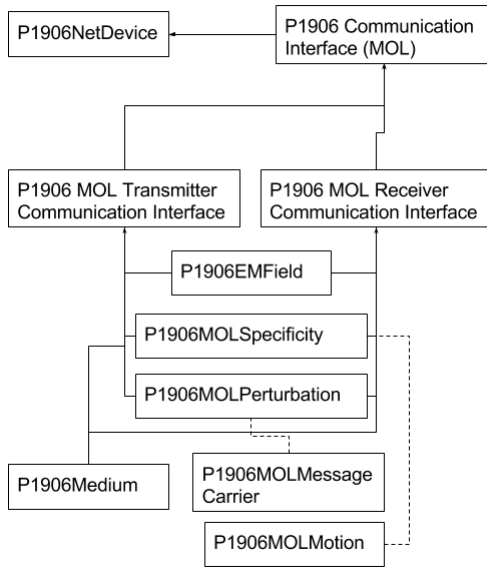 P1906NetDevice
P1906 Communication
Interface (MOL)
P1906 MOL Transmitter
Communication Interface
P1906 MOL Receiver
Communication Interface
P1906EMField
P1906MOLSpecificity
P1906MOLPerturbation
P1906Medium
P1906MOLMessage
Carrier
P1906MOLMotion